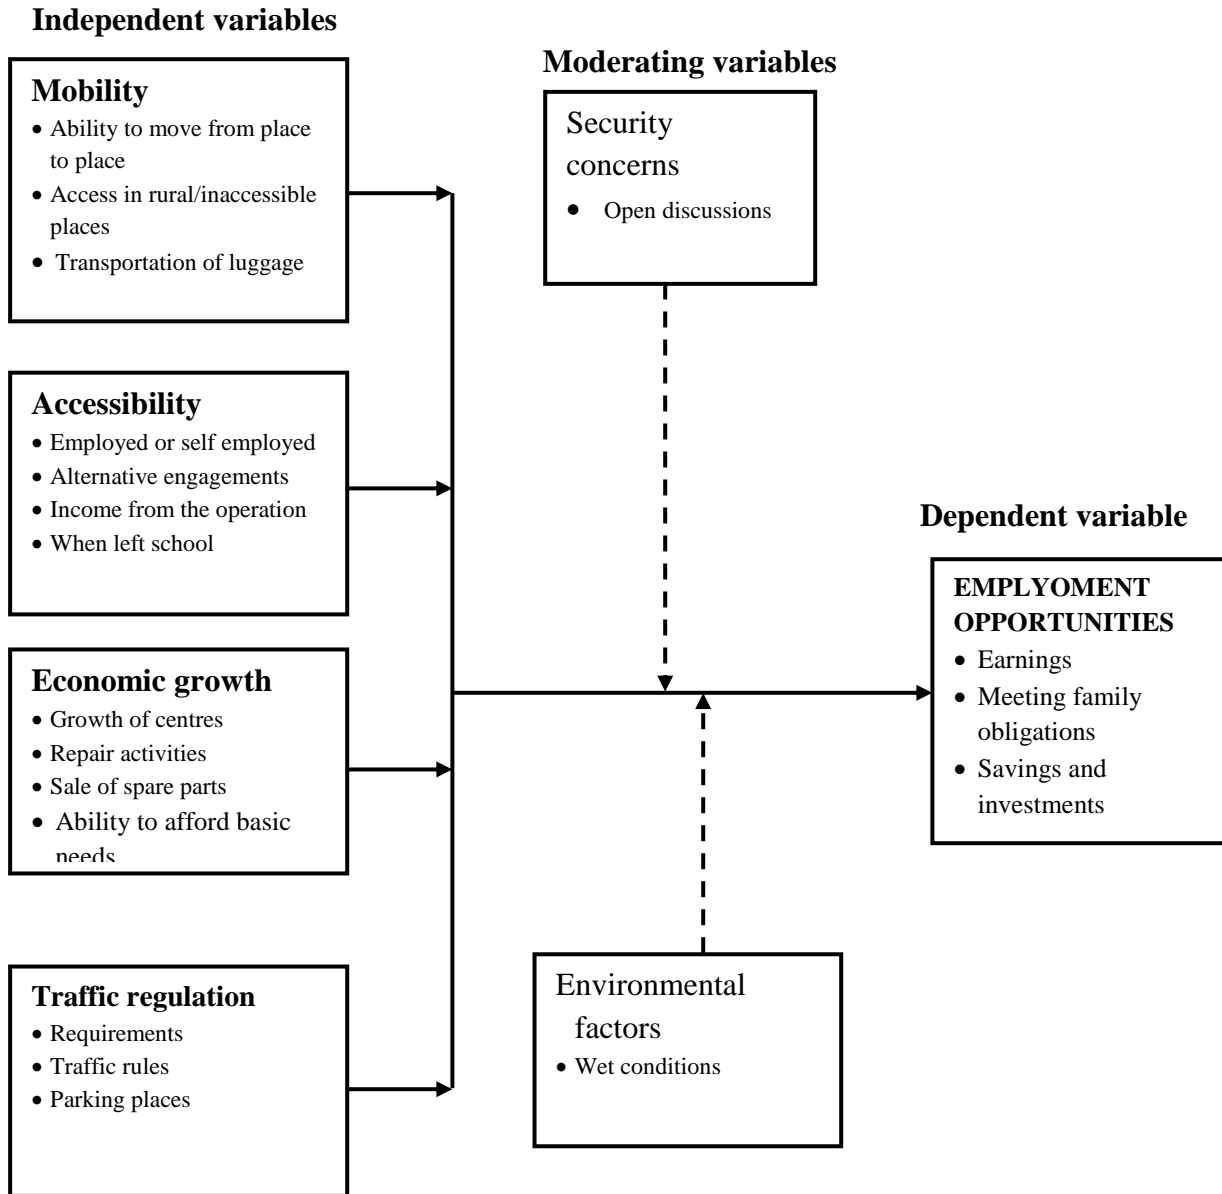 Independent variables
Mobility
• Ability to move from place
to place
• Access in rural/inaccessible
places
• Transportation of luggage
Accessibility
• Employed or self employed
• Alternative engagements
• Income from the operation
• When left school
Economic growth
• Growth of centres
• Repair activities
• Sale of spare parts
• Ability to afford basic
needs
Traffic regulation
• Requirements
• Traffic rules
• Parking places
Moderating variables
Security
concerns
• Open discussions
Environmental
factors
• Wet conditions
Dependent variable
EMPLYOMENT
OPPORTUNITIES
• Earnings
• Meeting family
obligations
• Savings and
investments